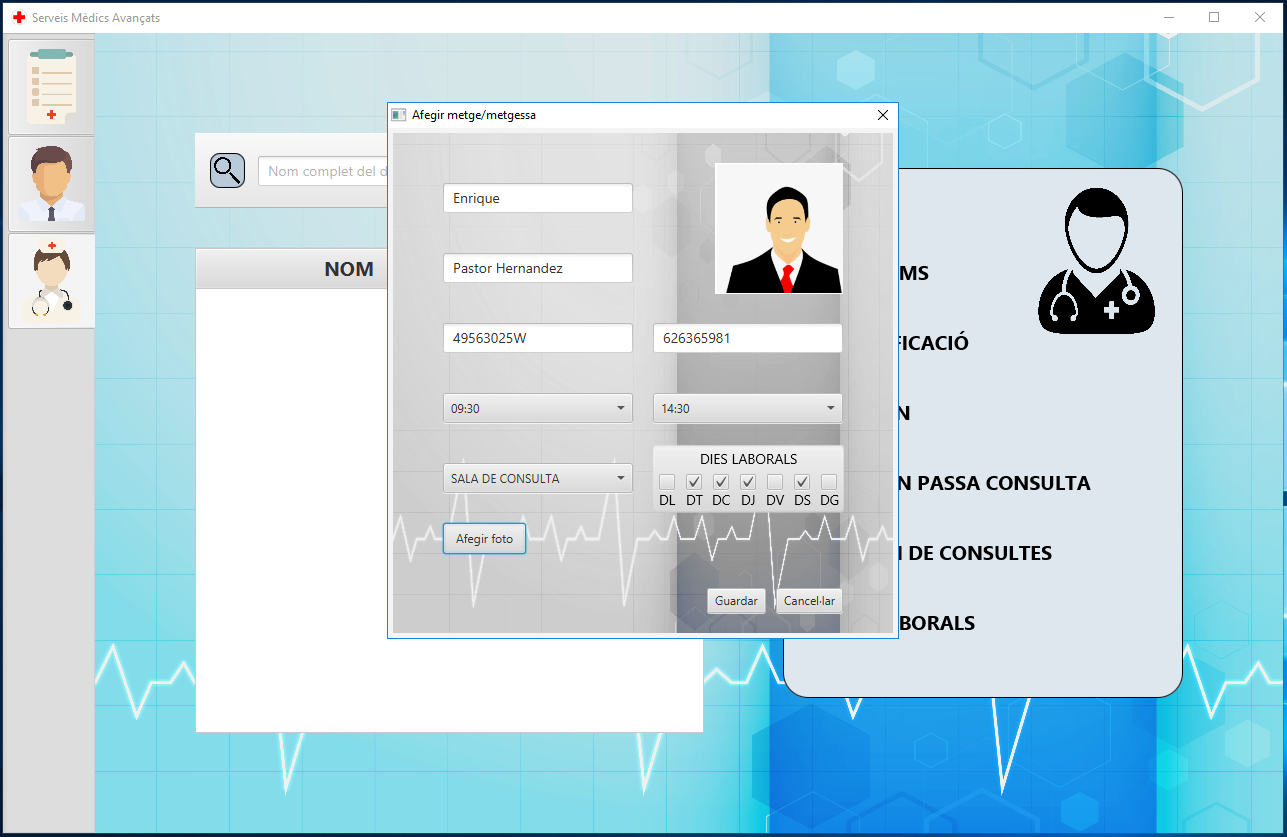 Serveis Mèdics Avançats
Afegir metge/metgessa
Nom complet del d
NOM
Enrique
Pastor Hernandez
49563025W
626365981
09:30
14:30
SALA DE CONSULTA
DIES LABORALS
DL DT DC DJ DV DS DG
Afegir foto
Guardar
Cancel·lar
MS
FICACIÓ
N
N PASSA CONSULTA
N DE CONSULTES
BORALS